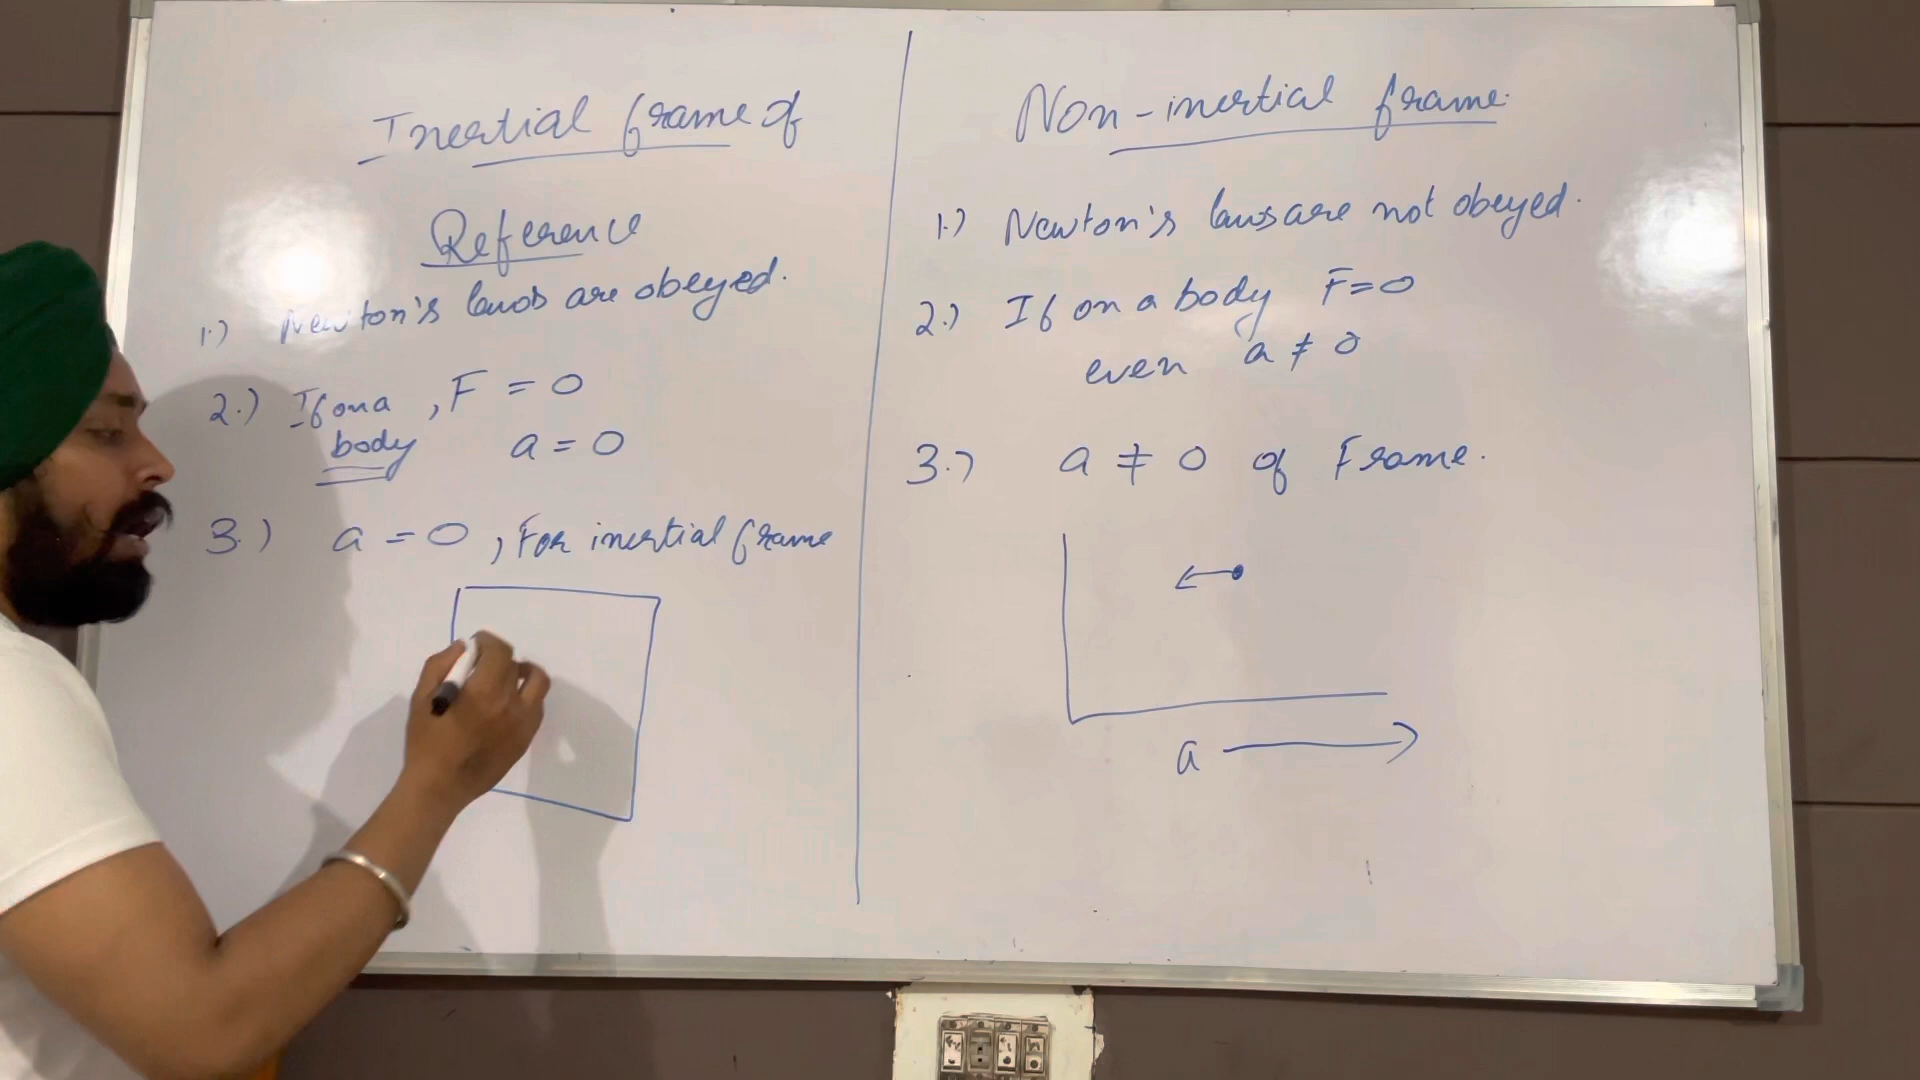 Inertial frame of
Reference
1.) Newton's laws are obeyed.
2.) If on a body, F = 0
a = 0
3.) a = 0, For inertial frame
Non-inertial frame.
1.) Newton's laws are not obeyed.
2.) If on a body F=0
even a ≠ 0
3.) a ≠ 0 of Frame.
a